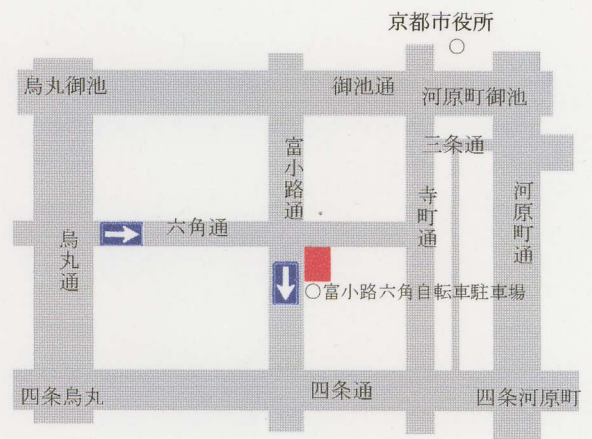 京都市役所
烏丸御池
御池通
河原町御池
三条通
富小路通
寺町通
河原町通
六角通
烏丸通
富小路六角自転車駐車場
四条烏丸
四条通
四条河原町